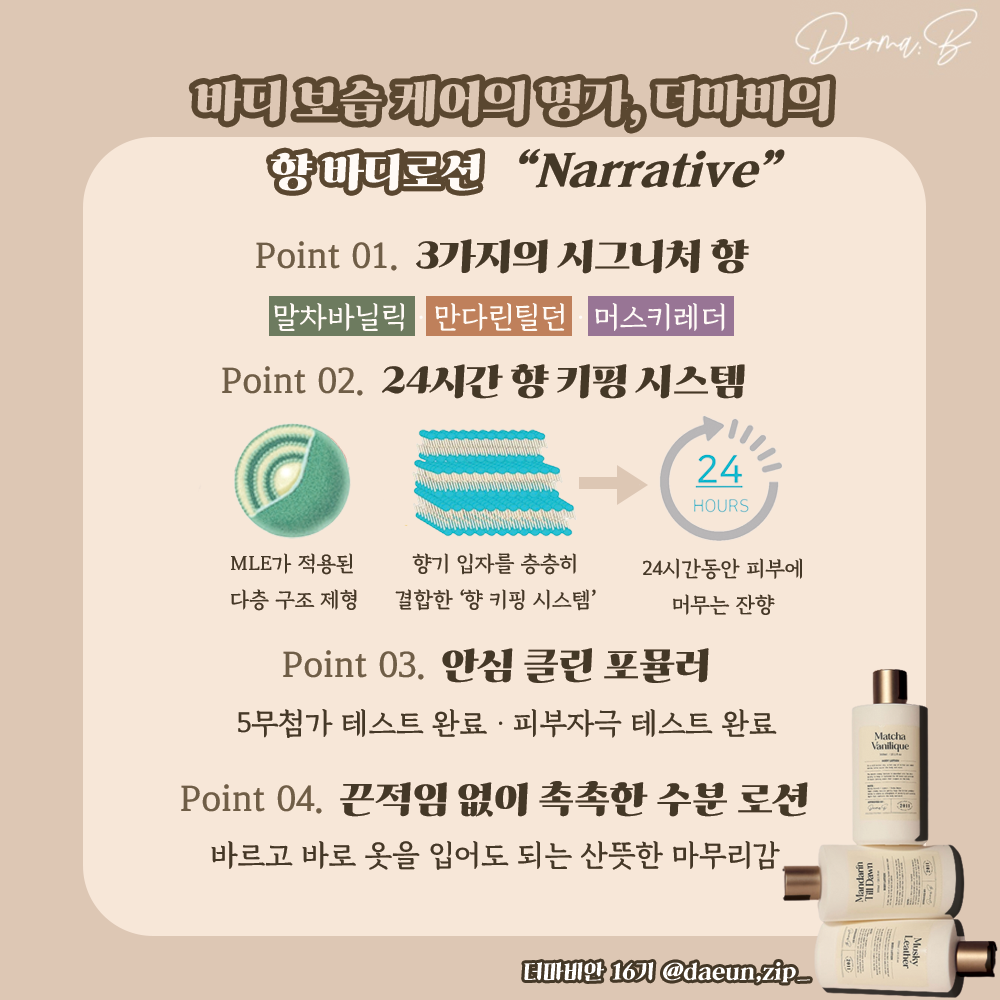 Derma:B
바디 보습 케어의 명가, 더마비의
향 바디로션 “Narrative”
Point 01. 3가지의 시그니처 향
말차바닐릭 · 만다린틸던 · 머스키레더
Point 02. 24시간 향 키핑 시스템
24
HOURS
MLE가 적용된
다층 구조 제형
향기 입자를 층층히
결합한 ‘향 키핑 시스템’
24시간동안 피부에
머무는 잔향
Point 03. 안심 클린 포뮬러
5무첨가 테스트 완료 · 피부자극 테스트 완료
Point 04. 끈적임 없이 촉촉한 수분 로션
바르고 바로 옷을 입어도 되는 산뜻한 마무리감
Matcha
Vanilique
BODY LOTION
Mandarin
Till Dawn
Musky
Leather
더마비안 16기 @daeun,zip_